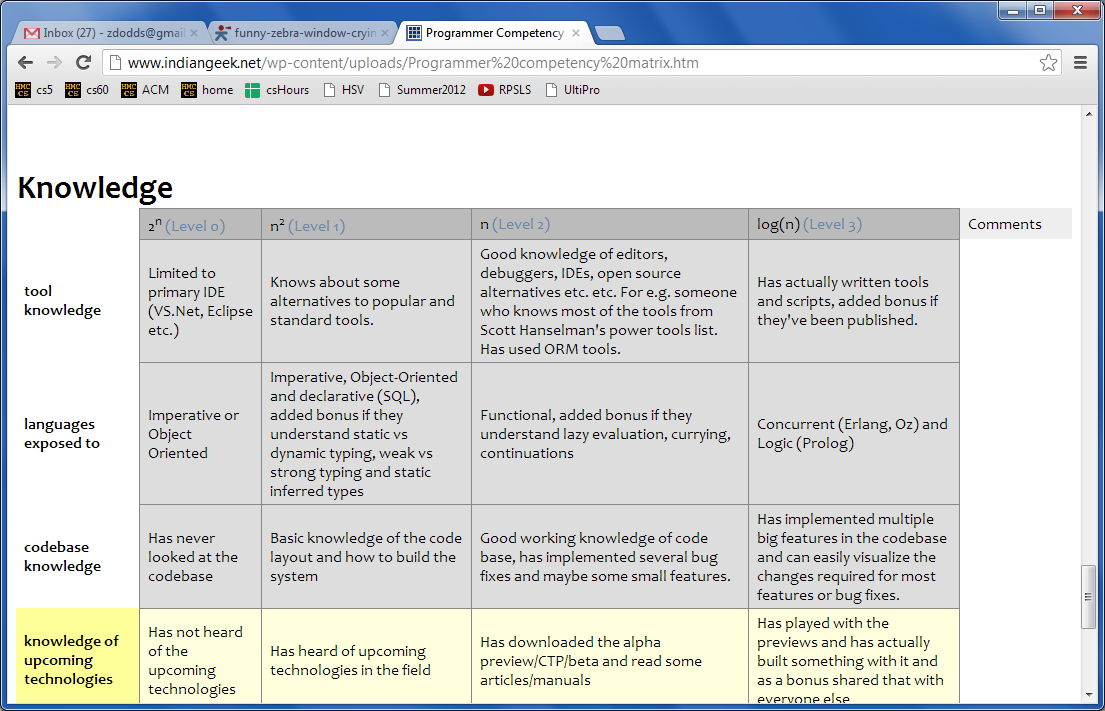 Inbox (27) - zdodds@gmail
funny-zebra-window-cryin
Programmer Competency
www.indiangeek.net/wp-content/uploads/Programmer%20competency%20matrix.htm
HMC CS cs5
HMC CS cs60
HMC CS ACM
HMC CS home
csHours
HSV
Summer2012
RPSLS
UltiPro
Knowledge
2n (Level 0)
n2 (Level 1)
n (Level 2)
log(n) (Level 3)
Comments
tool
knowledge
Limited to
primary IDE
(VS.Net, Eclipse
etc.)
Knows about some
alternatives to popular and
standard tools.
Good knowledge of editors,
debuggers, IDEs, open source
alternatives etc. etc. For e.g. someone
who knows most of the tools from
Scott Hanselman's power tools list.
Has used ORM tools.
Has actually written tools
and scripts, added bonus if
they've been published.
languages
exposed to
Imperative or
Object
Oriented
Imperative, Object-Oriented
and declarative (SQL),
added bonus if they
understand static vs
dynamic typing, weak vs
strong typing and static
inferred types
Functional, added bonus if they
understand lazy evaluation, currying,
continuations
Concurrent (Erlang, Oz) and
Logic (Prolog)
codebase
knowledge
Has never
looked at the
codebase
Basic knowledge of the code
layout and how to build the
system
Good working knowledge of code
base, has implemented several bug
fixes and maybe some small features.
Has implemented multiple
big features in the codebase
and can easily visualize the
changes required for most
features or bug fixes.
knowledge of
upcoming
technologies
Has not heard
of the
upcoming
technologies
Has heard of upcoming
technologies in the field
Has downloaded the alpha
preview/CTP/beta and read some
articles/manuals
Has played with the
previews and has actually
built something with it and
as a bonus shared that with
everyone else